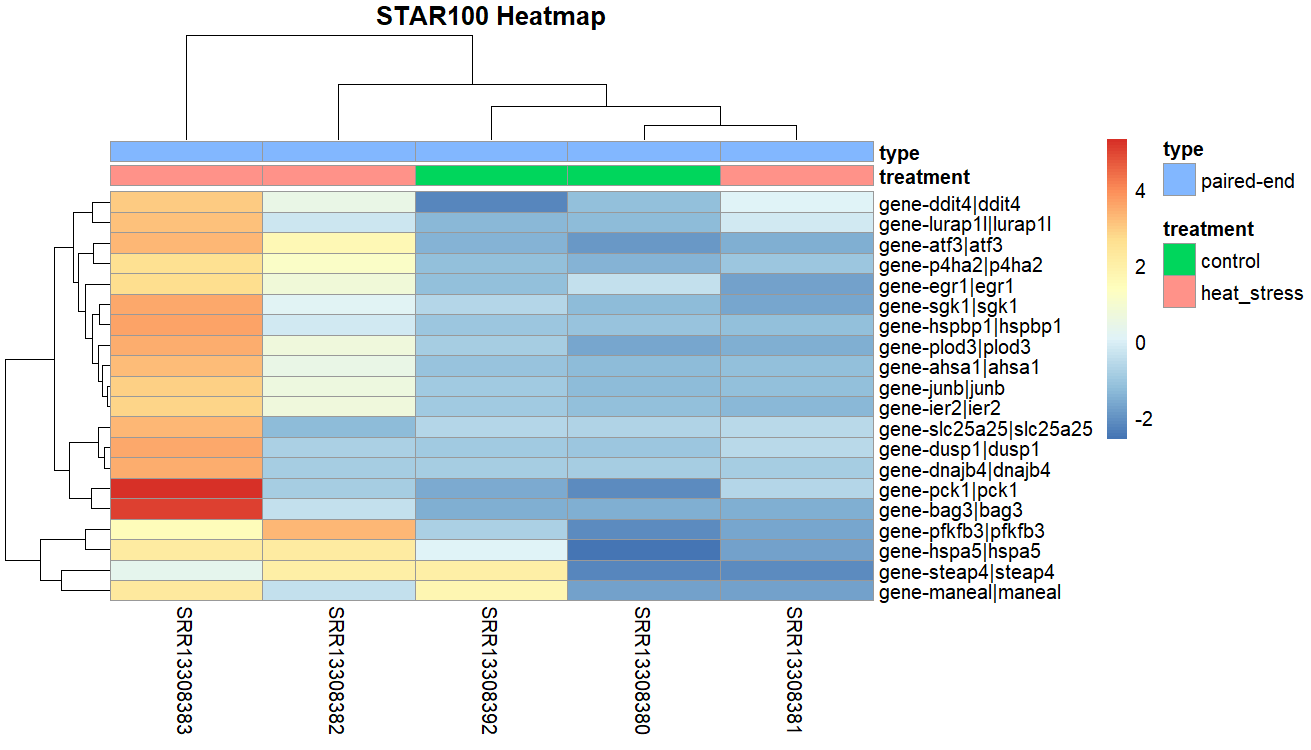 STAR100 Heatmap
type
treatment
gene-ddit4|ddit4
gene-lurap1l|lurap1l
gene-atf3|atf3
gene-p4ha2|p4ha2
gene-egr1|egr1
gene-sgk1|sgk1
gene-hspbp1|hspbp1
gene-plod3|plod3
gene-ahsa1|ahsa1
gene-junb|junb
gene-ier2|ier2
gene-slc25a25|slc25a25
gene-dusp1|dusp1
gene-dnajb4|dnajb4
gene-pck1|pck1
gene-bag3|bag3
gene-pfkfb3|pfkfb3
gene-hspa5|hspa5
gene-steap4|steap4
gene-maneal|maneal
SRR13308383
SRR13308382
SRR13308392
SRR13308380
SRR13308381
4
2
0
-2
type
paired-end
treatment
control
heat_stress